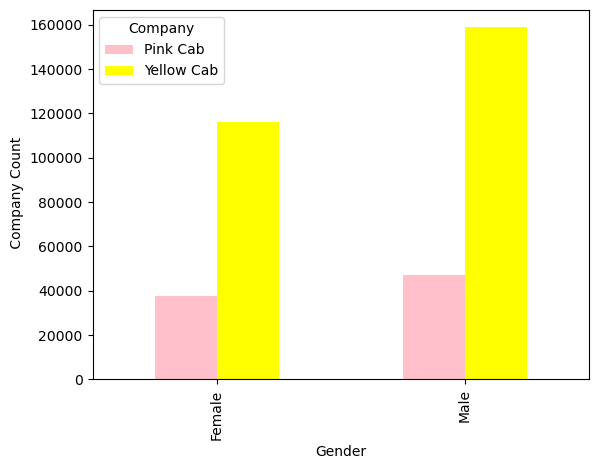 Company
Pink Cab
Yellow Cab
160000
140000
120000
100000
80000
60000
40000
20000
0
Company Count
Female
Male
Gender